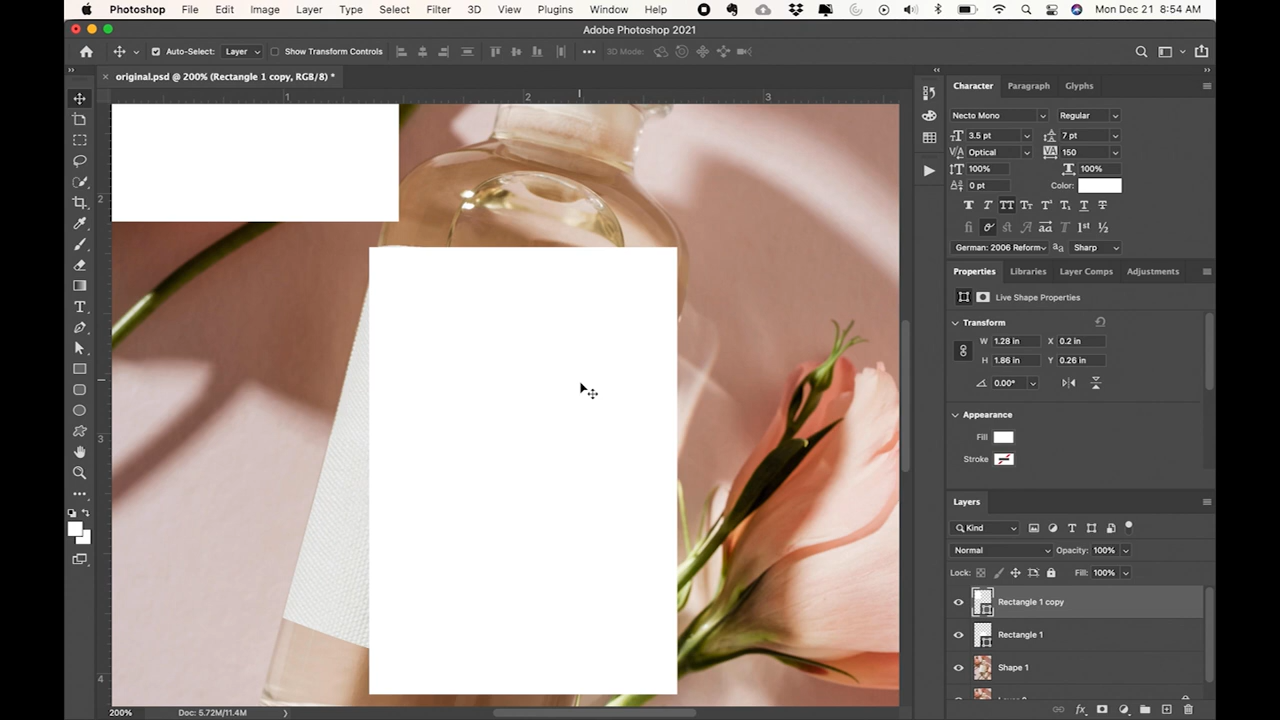 Photoshop File Edit Image Layer Type Select Filter 3D View Plugins Window Help Mon Dec 21 8:54 AM
Adobe Photoshop 2021
Auto-Select: Layer Show Transform Controls 3D Mode:
original.psd @ 200% (Rectangle 1 copy, RGB/8) *
1 2 3
2
3
4
Character Paragraph Glyphs
Necto Mono Regular
3.5 pt 7 pt
Optical 150
100% 100%
0 pt Color:
German: 2006 Reform Sharp
Properties Libraries Layer Comps Adjustments
Live Shape Properties
Transform
W 1.28 in X 0.2 in
H 1.86 in Y 0.26 in
0.00°
Appearance
Fill
Stroke
Layers
Kind
Normal Opacity: 100%
Lock: Fill: 100%
Rectangle 1 copy
Rectangle 1
Shape 1
200% Doc: 5.72M/11.4M